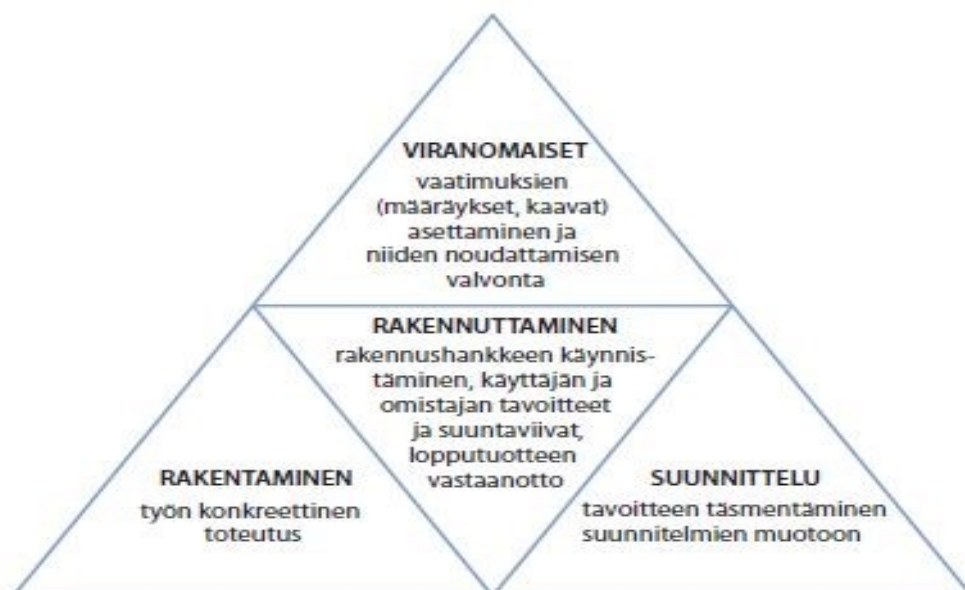 VIRANOMAISET
vaatimuksien
(määräykset, kaavat)
asettaminen ja
niiden noudattamisen
valvonta
RAKENNUTTAMINEN
rakennushankkeen käynnis-
täminen, käyttäjän ja
omistajan tavoitteet
ja suuntaviivat,
lopputuotteen
vastaanotto
RAKENTAMINEN
työn konkreettinen
toteutus
SUUNNITTELU
tavoitteen täsmentäminen
suunnitelmien muotoon